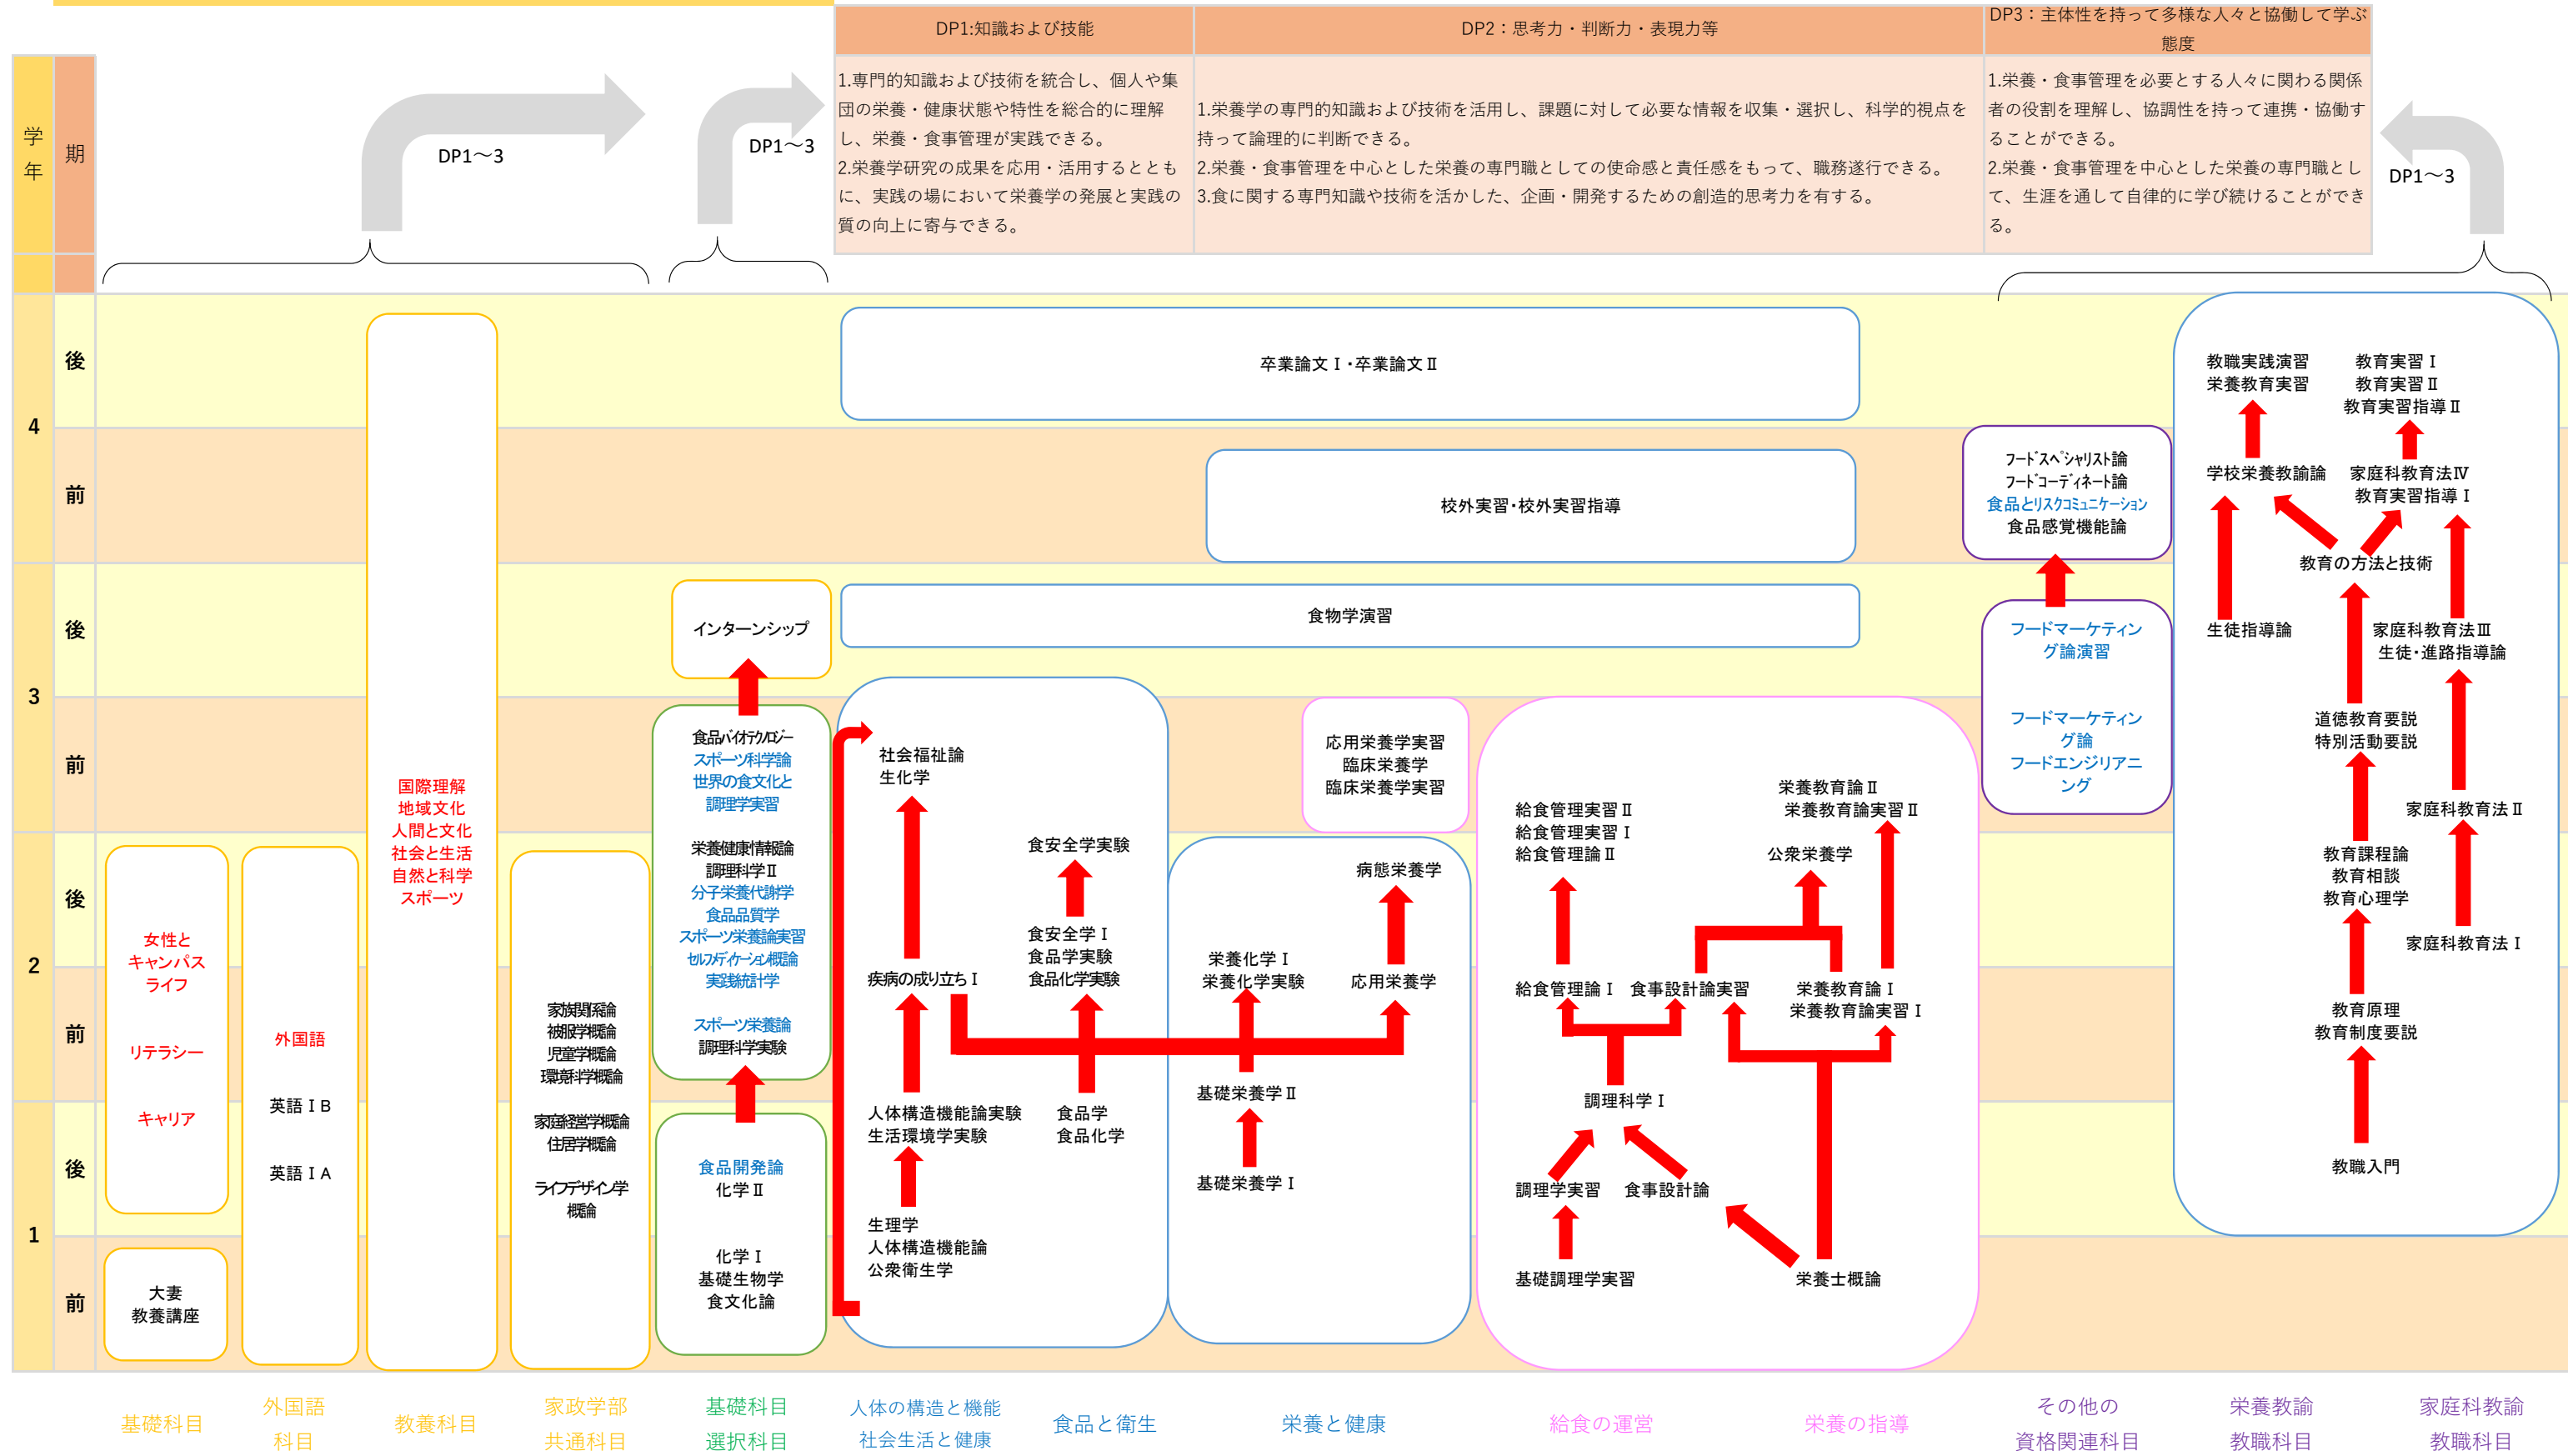 DP1:知識および技能
DP2：思考力・判断力・表現力等
DP3：主体性を持って多様な人々と協働して学ぶ
態度
学
年
期
1.専門的知識および技術を統合し、個人や集
団の栄養・健康状態や特性を総合的に理解
し、栄養・食事管理が実践できる。
2.栄養学研究の成果を応用・活用するととも
に、実践の場において栄養学の発展と実践の
質の向上に寄与できる。
1.栄養学の専門的知識および技術を活用し、課題に対して必要な情報を収集・選択し、科学的視点を
持って論理的に判断できる。
2.栄養・食事管理を中心とした栄養の専門職としての使命感と責任感をもって、職務遂行できる。
3.食に関する専門知識や技術を活かした、企画・開発するための創造的思考力を有する。
1.栄養・食事管理を必要とする人々に関わる関係
者の役割を理解し、協調性を持って連携・協働す
ることができる。
2.栄養・食事管理を中心とした栄養の専門職とし
て、生涯を通して自律的に学び続けることができ
る。
DP1～3
DP1～3
DP1～3
4
後
前
3
後
前
2
後
前
1
後
前
女性と
キャンパス
ライフ
リテラシー
キャリア
大妻
教養講座
外国語
英語ⅠB
英語ⅠA
国際理解
地域文化
人間と文化
社会と生活
自然と科学
スポーツ
家族関係論
被服学概論
児童学概論
環境科学概論
家庭経営学概論
住居学概論
ライフデザイン学
概論
インターンシップ
食品バイオテクノロジー
スポーツ科学論
世界の食文化と
調理学実習
栄養健康情報論
調理科学Ⅱ
分子栄養代謝学
食品品質学
スポーツ栄養論実習
セルフメディケーション概論
実践統計学
スポーツ栄養論
調理科学実験
食品開発論
化学Ⅱ
化学Ⅰ
基礎生物学
食文化論
卒業論文Ⅰ・卒業論文Ⅱ
校外実習・校外実習指導
食物学演習
社会福祉論
生化学
疾病の成り立ちⅠ
人体構造機能論実験
生活環境学実験
生理学
人体構造機能論
公衆衛生学
食安全学実験
食安全学Ⅰ
食品学実験
食品化学実験
食品学
食品化学
応用栄養学実習
臨床栄養学
臨床栄養学実習
病態栄養学
栄養化学Ⅰ
栄養化学実験
応用栄養学
基礎栄養学Ⅱ
基礎栄養学Ⅰ
給食管理実習Ⅱ
給食管理実習Ⅰ
給食管理論Ⅱ
栄養教育論Ⅱ
栄養教育論実習Ⅱ
公衆栄養学
給食管理論Ⅰ
食事設計論実習
栄養教育論Ⅰ
栄養教育論実習Ⅰ
調理科学Ⅰ
調理学実習
食事設計論
基礎調理学実習
栄養士概論
フードスペシャリスト論
フードコーディネート論
食品とリスクコミュニケーション
食品感覚機能論
フードマーケティン
グ論演習
フードマーケティン
グ論
フードエンジリアニ
ング
教職実践演習
栄養教育実習
教育実習Ⅰ
教育実習Ⅱ
教育実習指導Ⅱ
学校栄養教諭論
家庭科教育法Ⅳ
教育実習指導Ⅰ
教育の方法と技術
生徒指導論
家庭科教育法Ⅲ
生徒・進路指導論
道徳教育要説
特別活動要説
家庭科教育法Ⅱ
教育課程論
教育相談
教育心理学
家庭科教育法Ⅰ
教育原理
教育制度要説
教職入門
基礎科目
外国語
科目
教養科目
家政学部
共通科目
基礎科目
選択科目
人体の構造と機能
社会生活と健康
食品と衛生
栄養と健康
給食の運営
栄養の指導
その他の
資格関連科目
栄養教諭
教職科目
家庭科教諭
教職科目